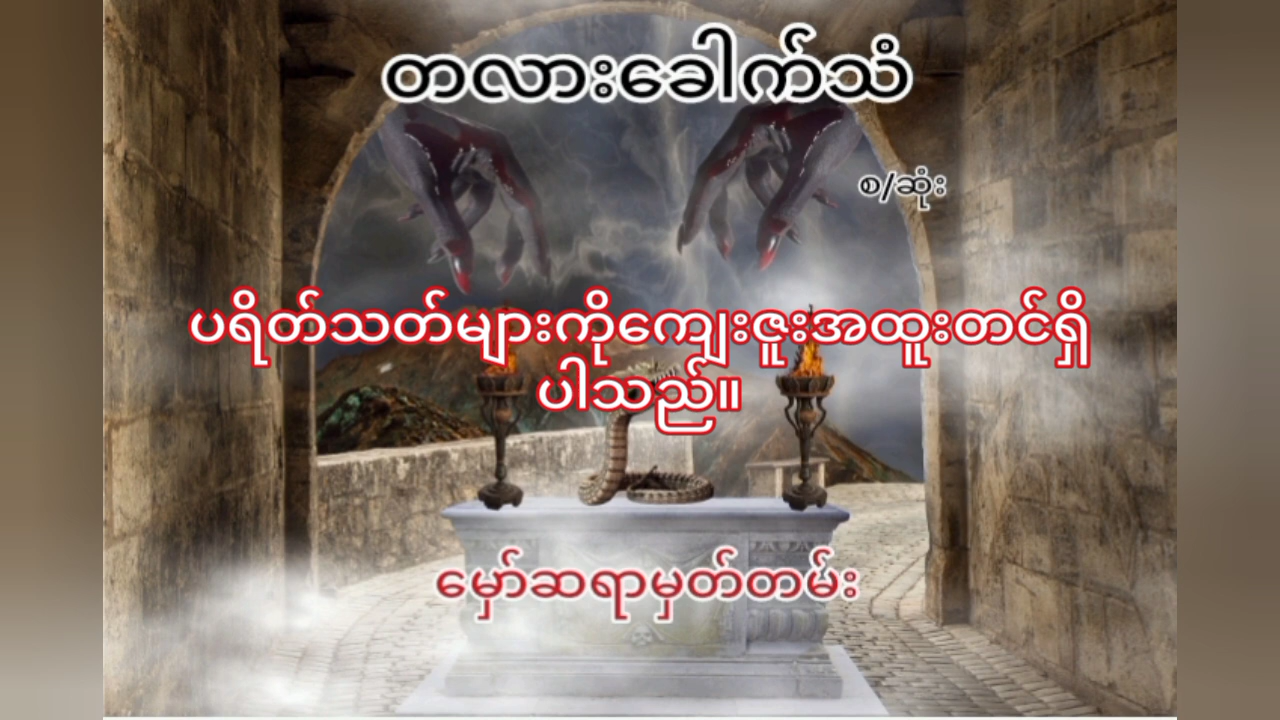 တလားခေါက်သံ
စ/ဆုံး
ပရိတ်သတ်များကိုကျေးဇူးအထူးတင်ရှိ
ပါသည်။
မှော်ဆရာမှတ်တမ်း